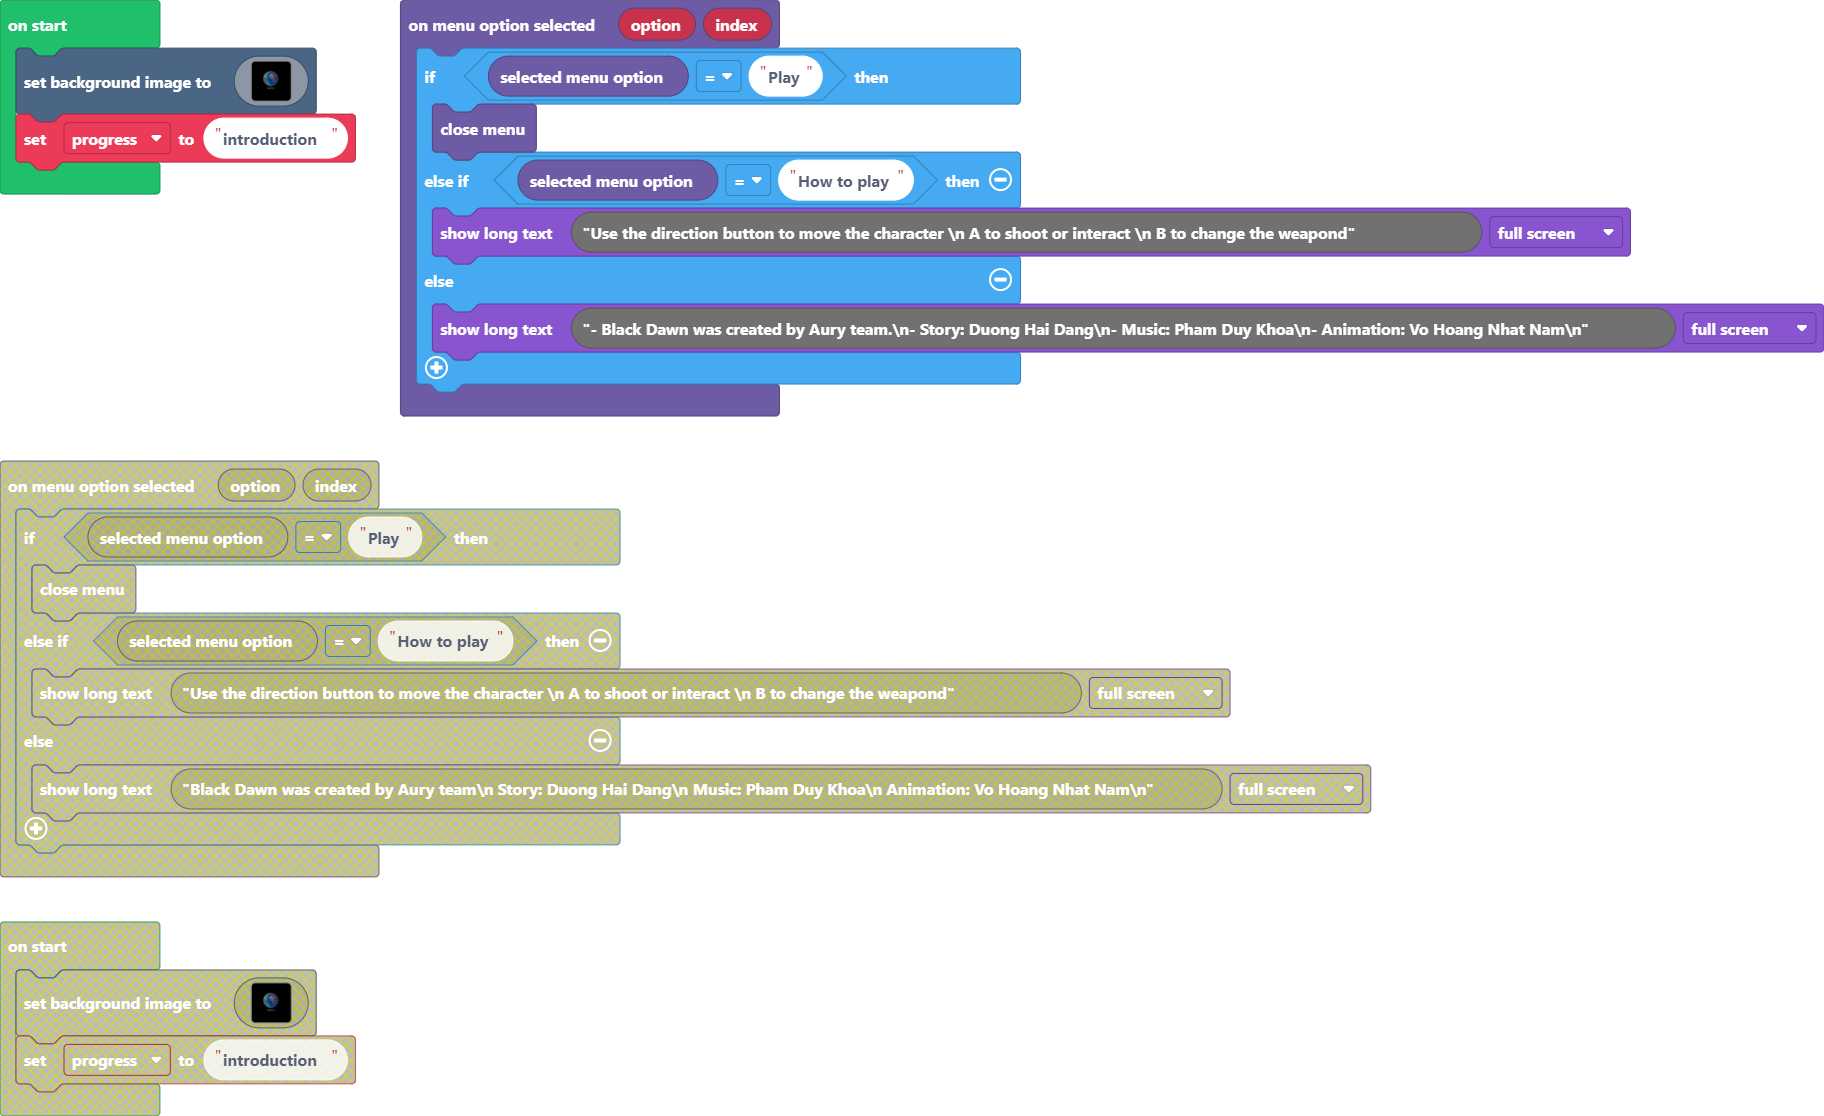 on start
set background image to
set progress to "introduction"
on menu option selected option index
if selected menu option = "Play" then
close menu
else if selected menu option = "How to play" then
show long text "Use the direction button to move the character \n A to shoot or interact \n B to change the weapond" full screen
else
show long text "- Black Dawn was created by Aury team.\n- Story: Duong Hai Dang\n- Music: Pham Duy Khoa\n- Animation: Vo Hoang Nhat Nam\n" full screen
on menu option selected option index
if selected menu option = "Play" then
close menu
else if selected menu option = "How to play" then
show long text "Use the direction button to move the character \n A to shoot or interact \n B to change the weapond" full screen
else
show long text "Black Dawn was created by Aury team\n Story: Duong Hai Dang\n Music: Pham Duy Khoa\n Animation: Vo Hoang Nhat Nam\n" full screen
on start
set background image to
set progress to "introduction"